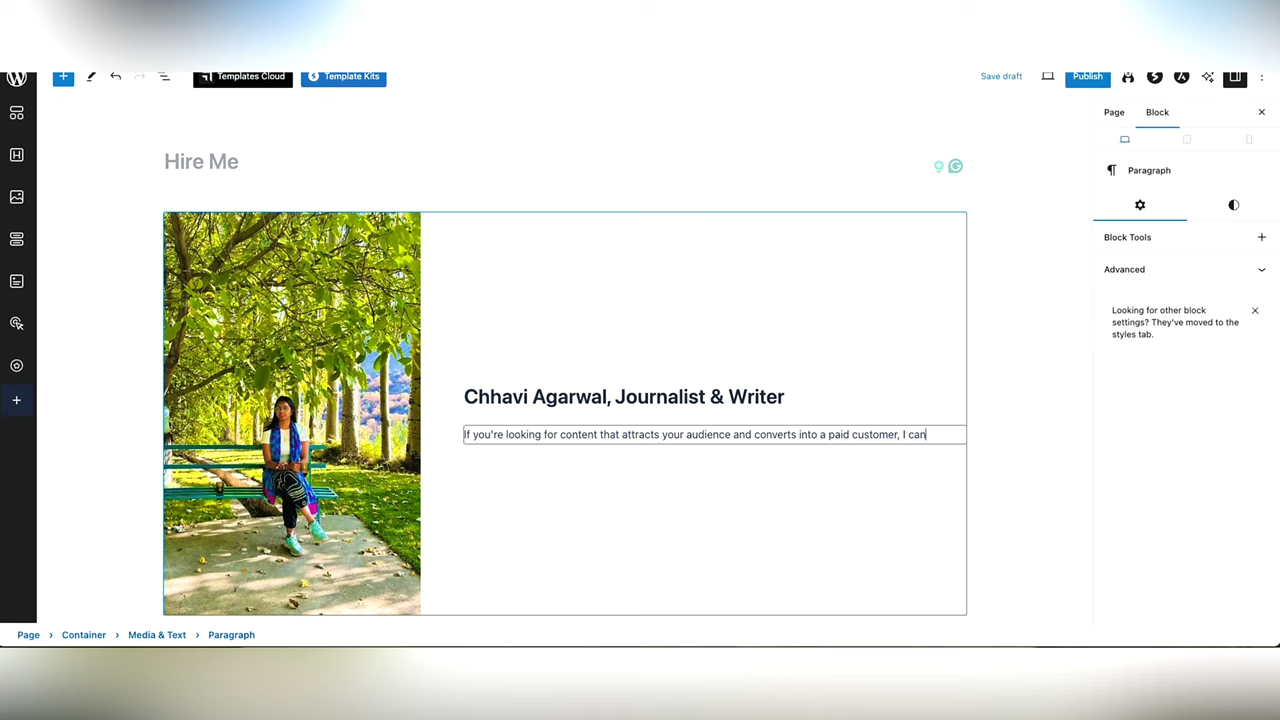 Templates Cloud
Template Kits
Save draft
Publish
Page
Block
Hire Me
Paragraph
Block Tools
Advanced
Looking for other block
settings? They've moved to the
styles tab.
Chhavi Agarwal, Journalist & Writer
If you're looking for content that attracts your audience and converts into a paid customer, I can
Page > Container > Media & Text > Paragraph